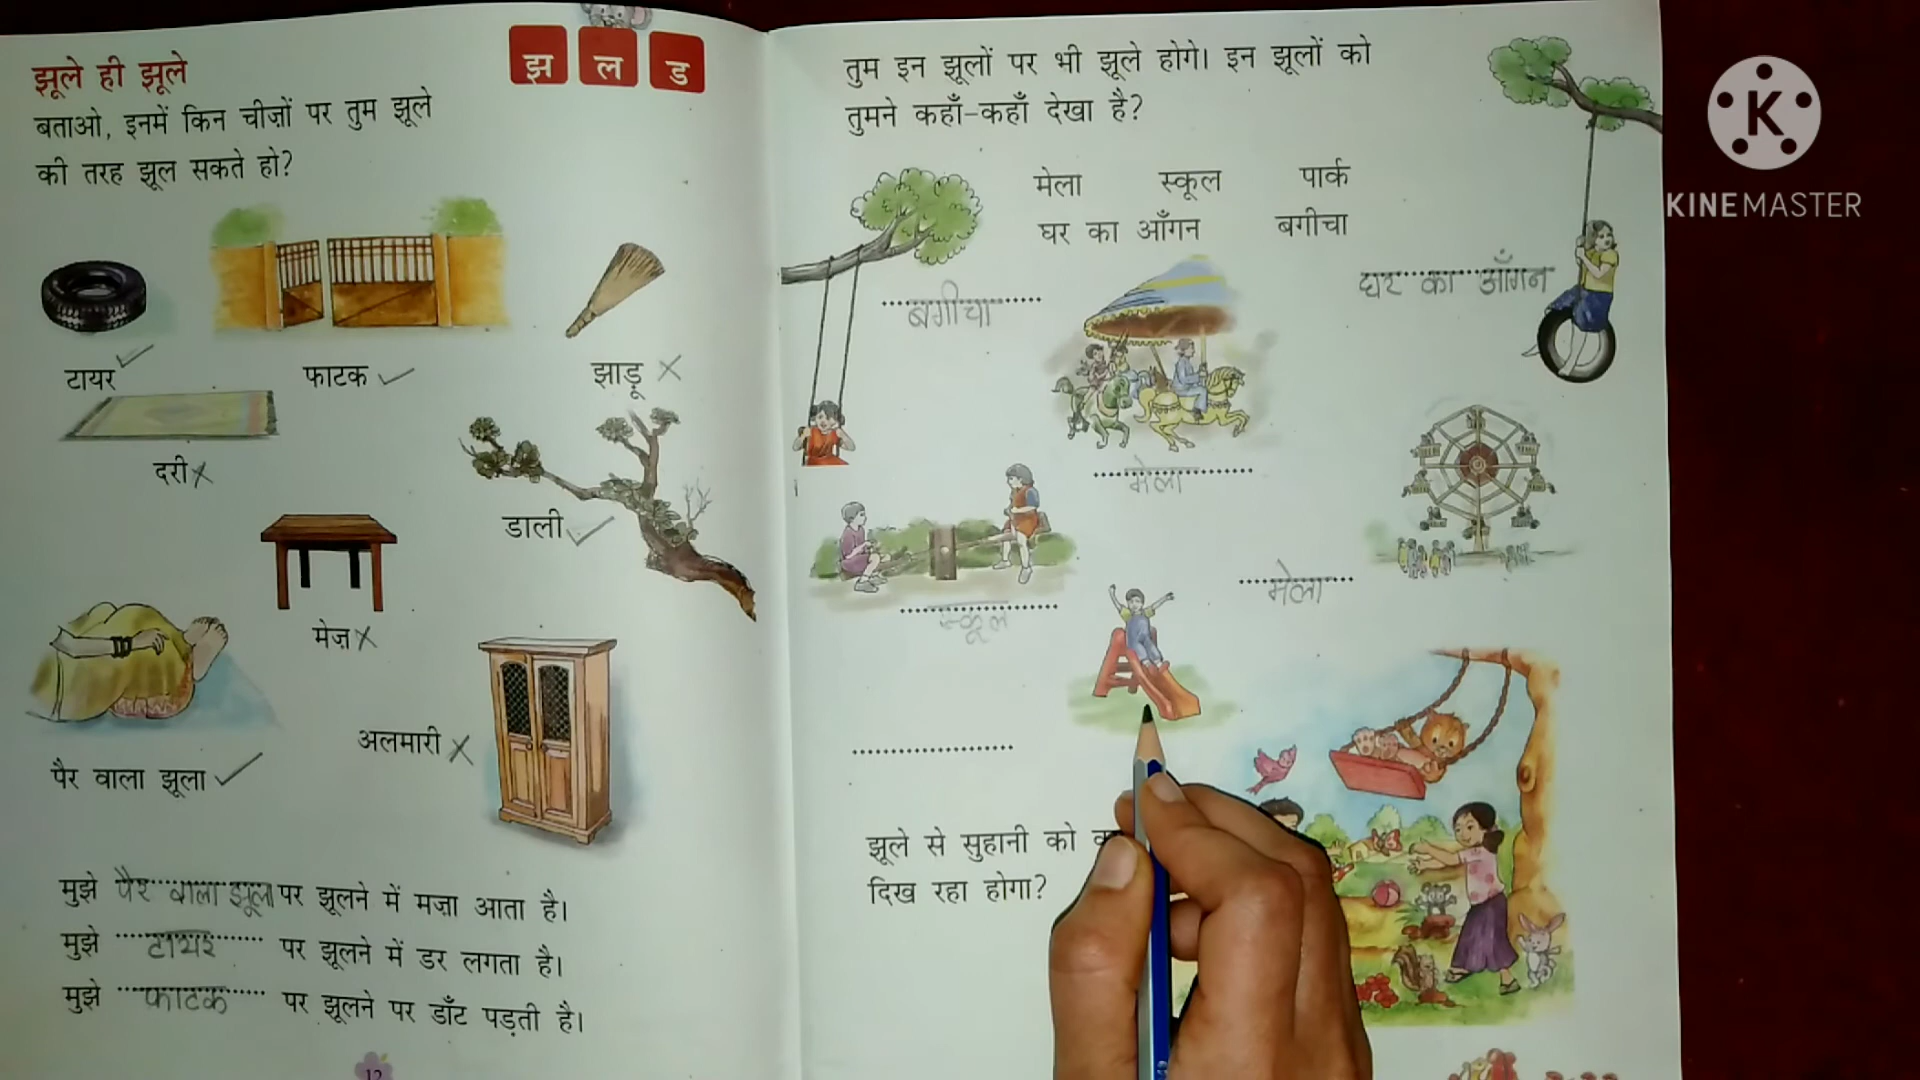 झूले ही झूले
झ ल ड
बताओ, इनमें किन चीज़ों पर तुम झूले
की तरह झूल सकते हो?
टायर
फाटक
झाड़ू
दरी
डाली
मेज़
अलमारी
पैर वाला झूला
मुझे पैर वाला झूला पर झूलने में मज़ा आता है।
मुझे टायर पर झूलने में डर लगता है।
मुझे फाटक पर झूलने पर डाँट पड़ती है।
12
तुम इन झूलों पर भी झूले होगे। इन झूलों को
तुमने कहाँ-कहाँ देखा है?
मेला स्कूल पार्क
घर का आँगन बगीचा
बगीचा
घर का आँगन
मेला
स्कूल
मेला
झूले से सुहानी को
दिख रहा होगा?
K
KINEMASTER